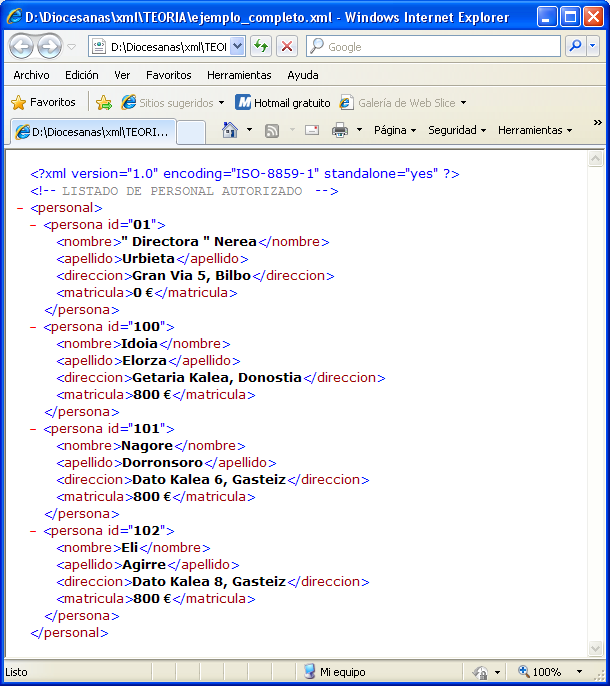 D:\Diocesanas\xml\TEORIA\ejemplo_completo.xml - Windows Internet Explorer
D:\Diocesanas\xml\TEOI
Google
Archivo Edición Ver Favoritos Herramientas Ayuda
Favoritos Sitios sugeridos Hotmail gratuito Galería de Web Slice
D:\Diocesanas\xml\TEORI... Página Seguridad Herramientas »
<?xml version="1.0" encoding="ISO-8859-1" standalone="yes" ?>
<!-- LISTADO DE PERSONAL AUTORIZADO -->
- <personal>
- <persona id="01">
<nombre>" Directora " Nerea</nombre>
<apellido>Urbieta</apellido>
<direccion>Gran Via 5, Bilbo</direccion>
<matricula>0 €</matricula>
</persona>
- <persona id="100">
<nombre>Idoia</nombre>
<apellido>Elorza</apellido>
<direccion>Getaria Kalea, Donostia</direccion>
<matricula>800 €</matricula>
</persona>
- <persona id="101">
<nombre>Nagore</nombre>
<apellido>Dorronsoro</apellido>
<direccion>Dato Kalea 6, Gasteiz</direccion>
<matricula>800 €</matricula>
</persona>
- <persona id="102">
<nombre>Eli</nombre>
<apellido>Agirre</apellido>
<direccion>Dato Kalea 8, Gasteiz</direccion>
<matricula>800 €</matricula>
</persona>
</personal>
Listo Mi equipo 100%